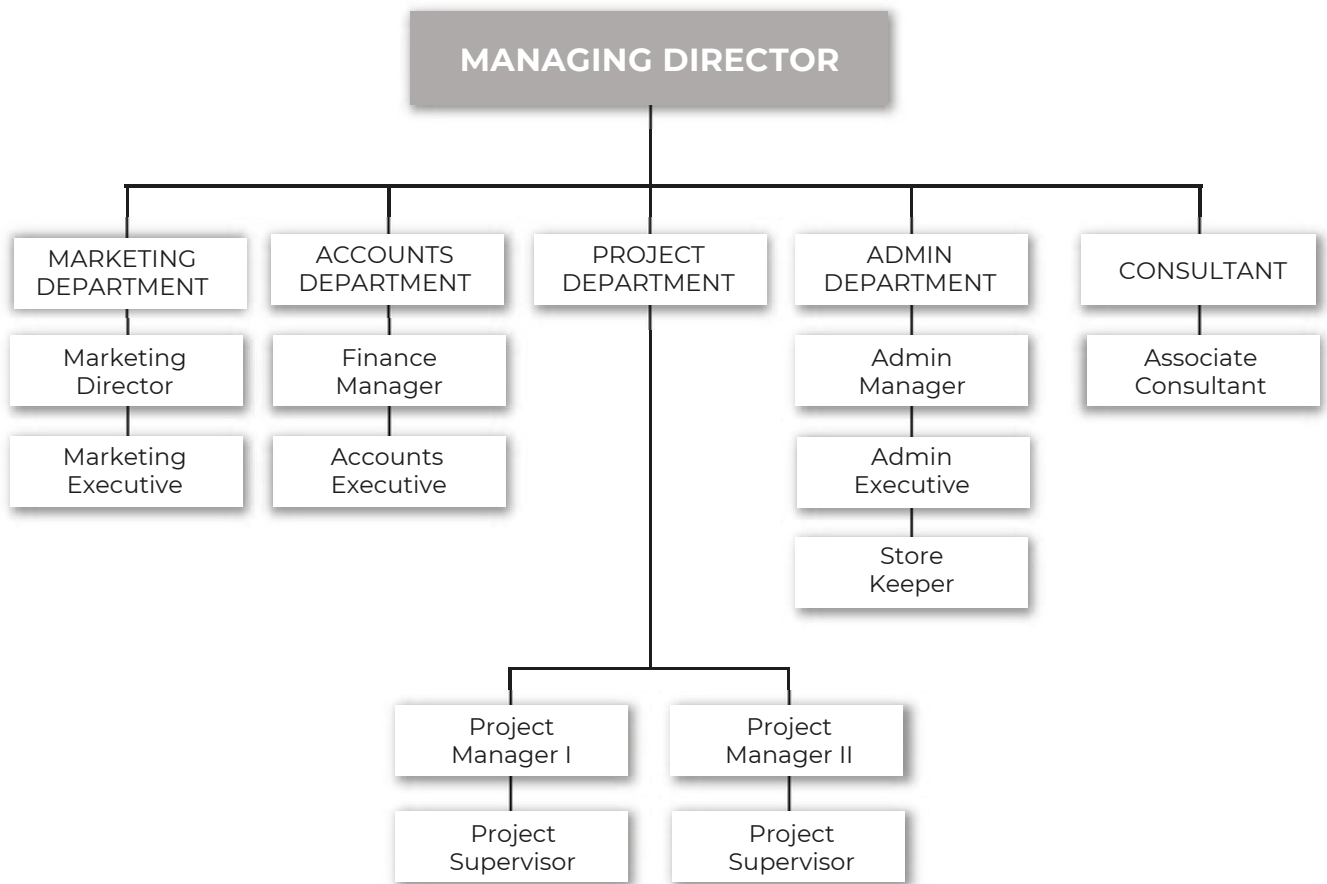 MANAGING DIRECTOR
MARKETING
DEPARTMENT
ACCOUNTS
DEPARTMENT
PROJECT
DEPARTMENT
ADMIN
DEPARTMENT
CONSULTANT
Marketing
Director
Finance
Manager
Admin
Manager
Associate
Consultant
Marketing
Executive
Accounts
Executive
Admin
Executive
Store
Keeper
Project
Manager I
Project
Manager II
Project
Supervisor
Project
Supervisor